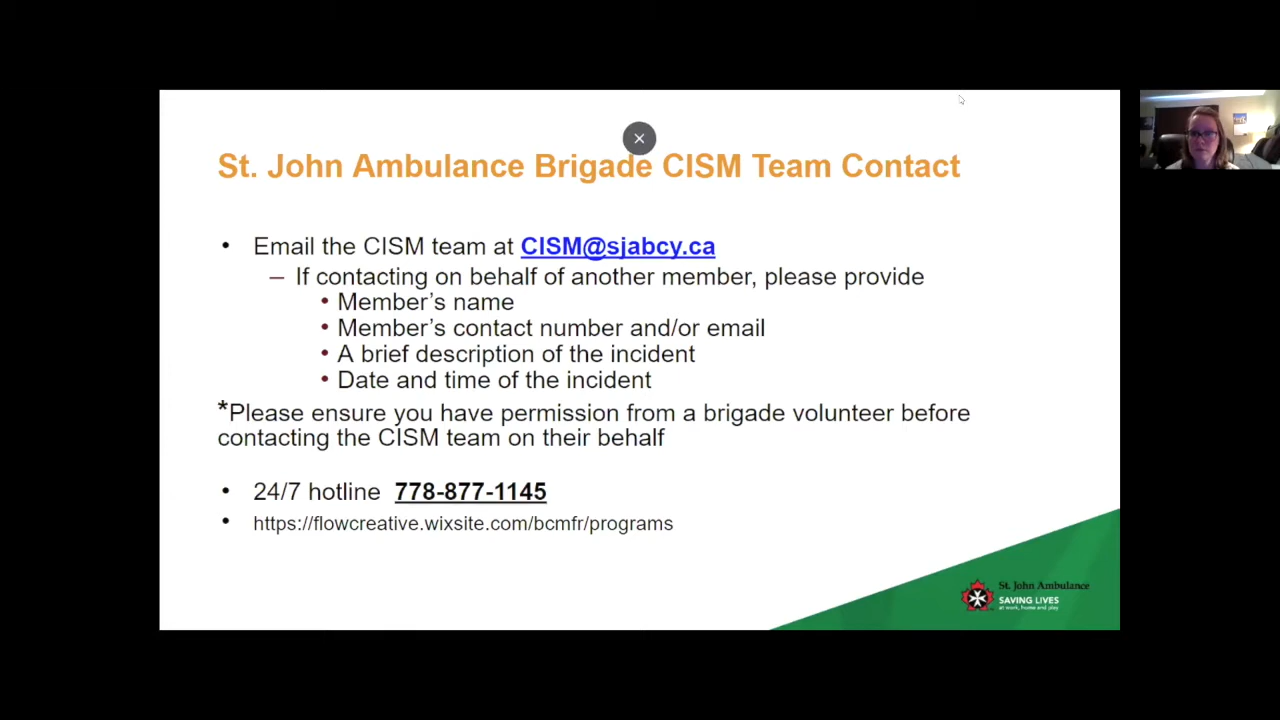 St. John Ambulance Brigade CISM Team Contact
• Email the CISM team at CISM@sjabcy.ca
– If contacting on behalf of another member, please provide
• Member's name
• Member's contact number and/or email
• A brief description of the incident
• Date and time of the incident
*Please ensure you have permission from a brigade volunteer before
contacting the CISM team on their behalf
• 24/7 hotline 778-877-1145
• https://flowcreative.wixsite.com/bcmfr/programs
St. John Ambulance
SAVING LIVES
at work, home and play